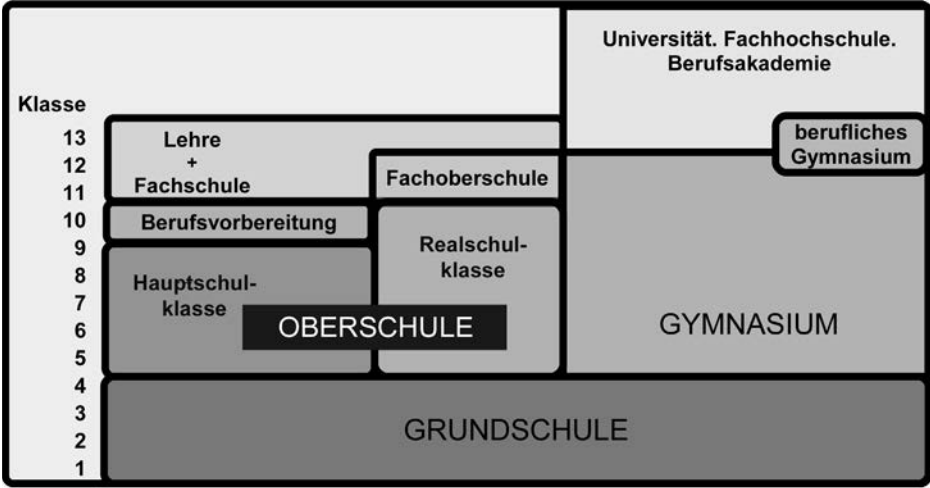 Universität. Fachhochschule.
Berufsakademie
Klasse
13
12
11
10
9
8
7
6
5
4
3
2
1
Lehre
+
Fachschule
Fachoberschule
berufliches
Gymnasium
Berufsvorbereitung
Realschul-
klasse
Hauptschul-
klasse
OBERSCHULE
GYMNASIUM
GRUNDSCHULE